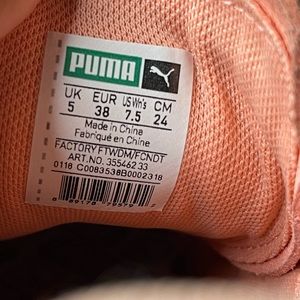 PUMA
UK EUR US Wn's CM
5 38 7.5 24
Made in China
Fabriqué en Chine
FACTORY FTWDM/FCNDT
ART.NO. 355462 33
0118 C0083538B0002318